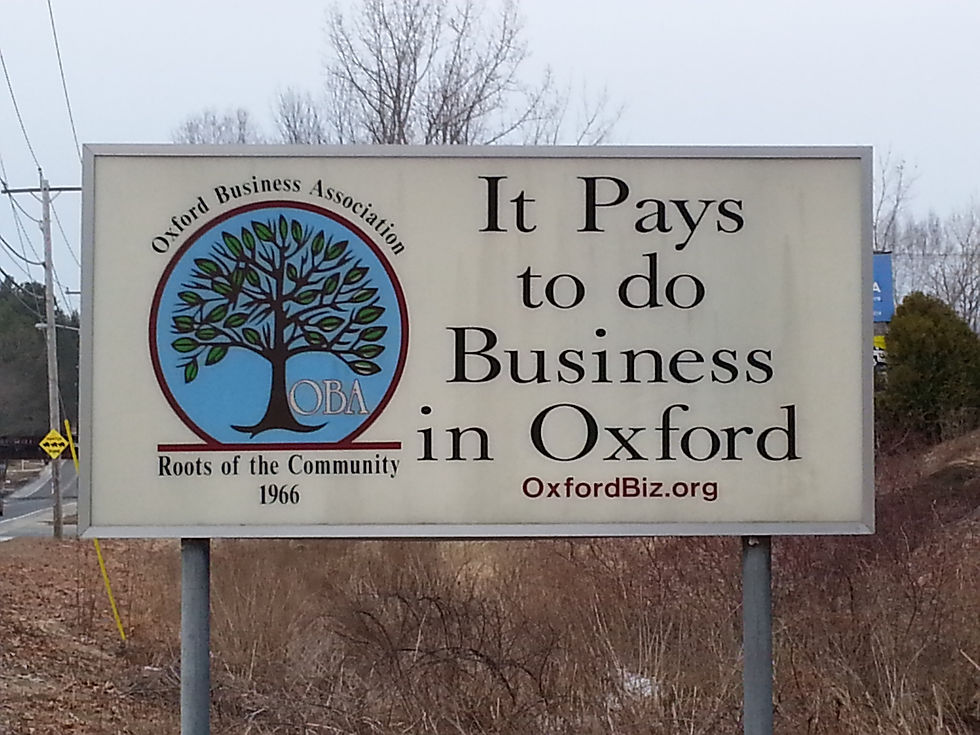 Oxford Business Association
OBA
Roots of the Community
1966
It Pays
to do
Business
in Oxford
OxfordBiz.org